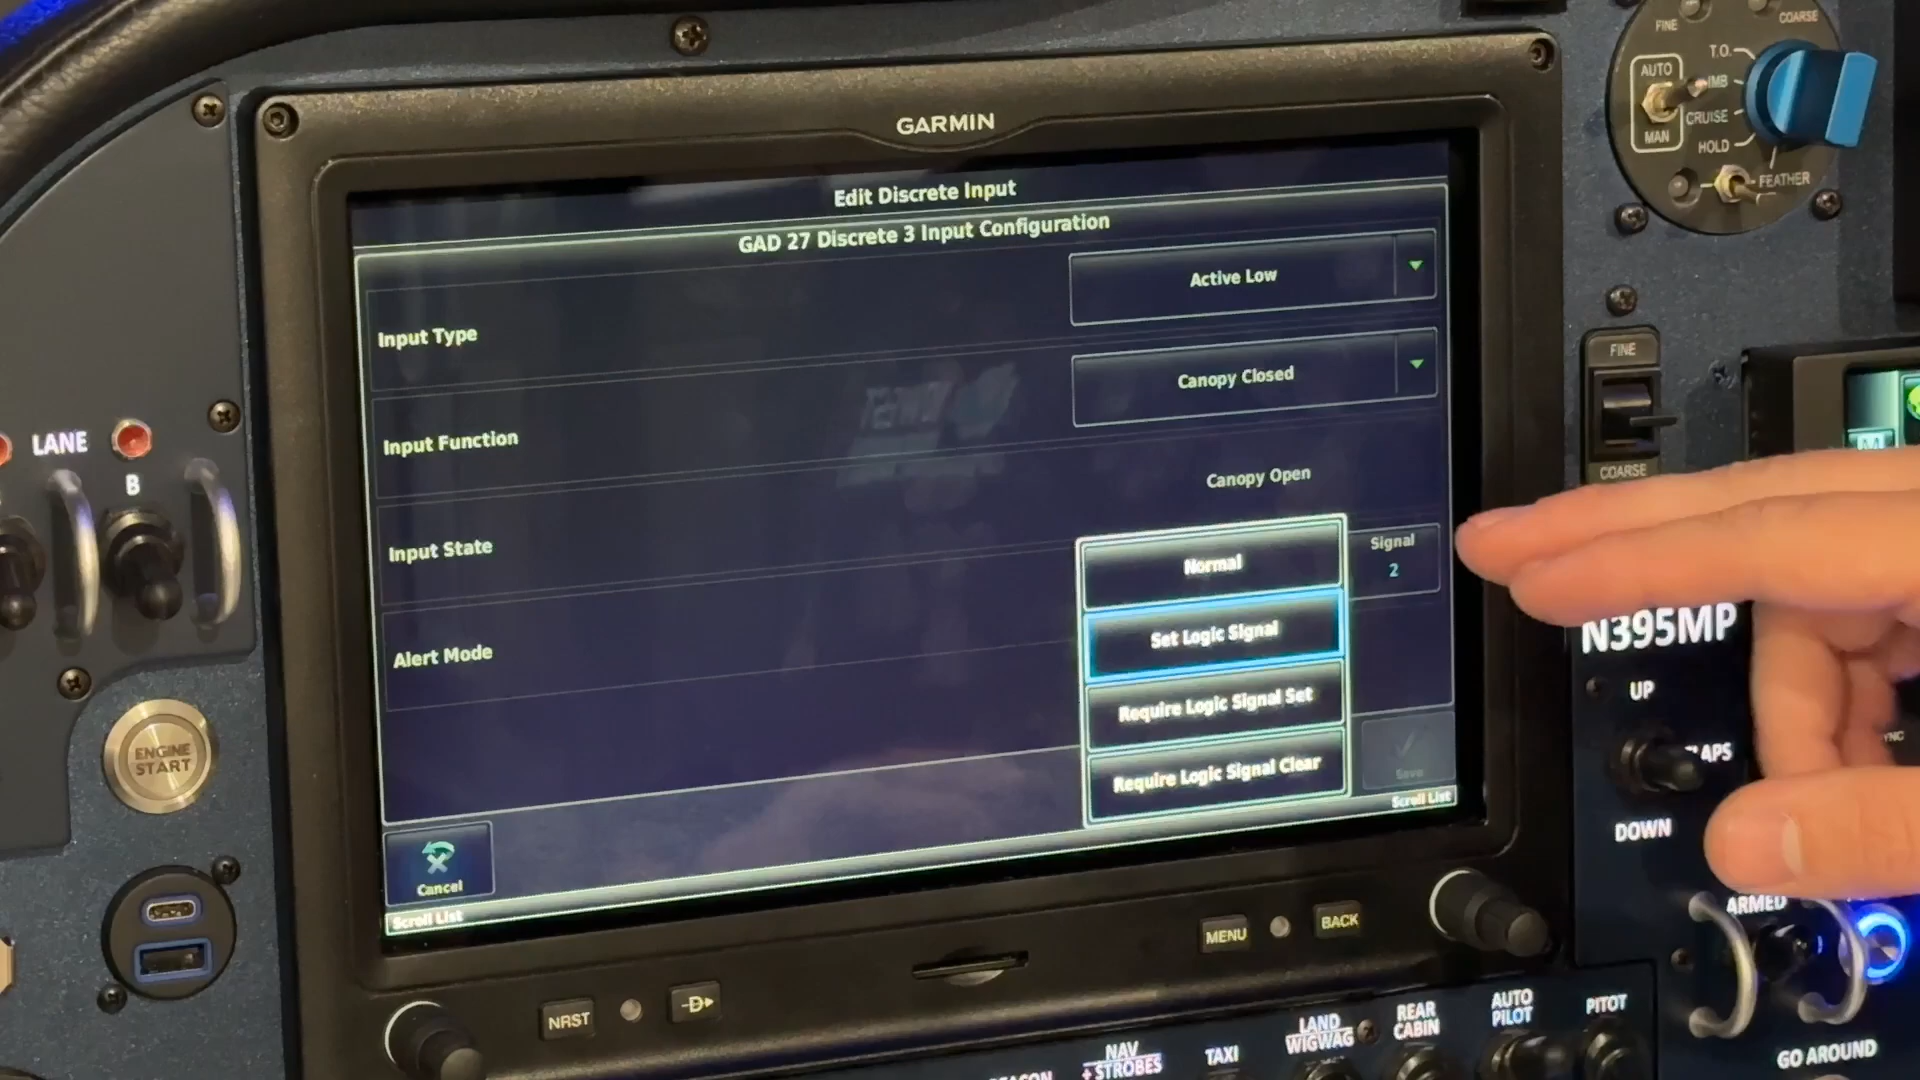 GARMIN
Edit Discrete Input
GAD 27 Discrete 3 Input Configuration
Input Type
Active Low
Input Function
Canopy Closed
Input State
Canopy Open
Alert Mode
Normal
Set Logic Signal
Require Logic Signal Set
Require Logic Signal Clear
Signal
2
Save
Cancel
Scroll List
Scroll List
NRST
D
MENU
BACK
LANE
B
ENGINE
START
FINE
COARSE
AUTO
MAN
T.O.
CRUISE
HOLD
FEATHER
FINE
COARSE
M
N395MP
UP
DOWN
ARMED
GO AROUND
NAV
+ STROBES
TAXI
LAND
WIGWAG
REAR
CABIN
AUTO
PILOT
PITOT